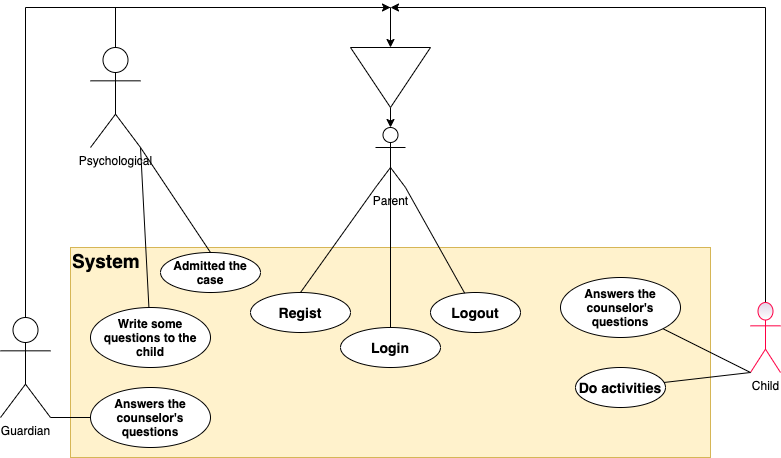 Psychological
Parent
System
Admitted the
case
Regist
Logout
Login
Write some
questions to the
child
Answers the
counselor's
questions
Do activities
Child
Guardian
Answers the
counselor's
questions